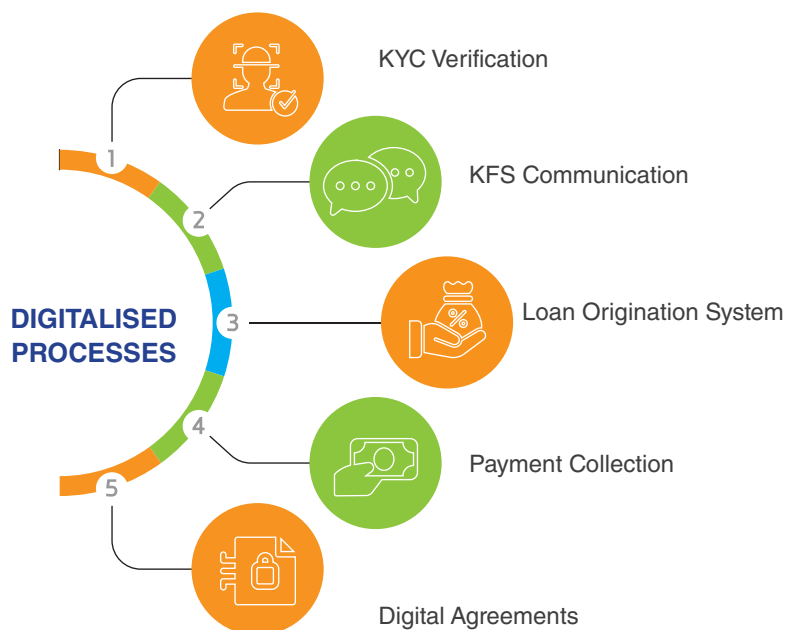 KYC Verification
1
KFS Communication
2
DIGITALISED
PROCESSES
3
Loan Origination System
4
Payment Collection
5
Digital Agreements